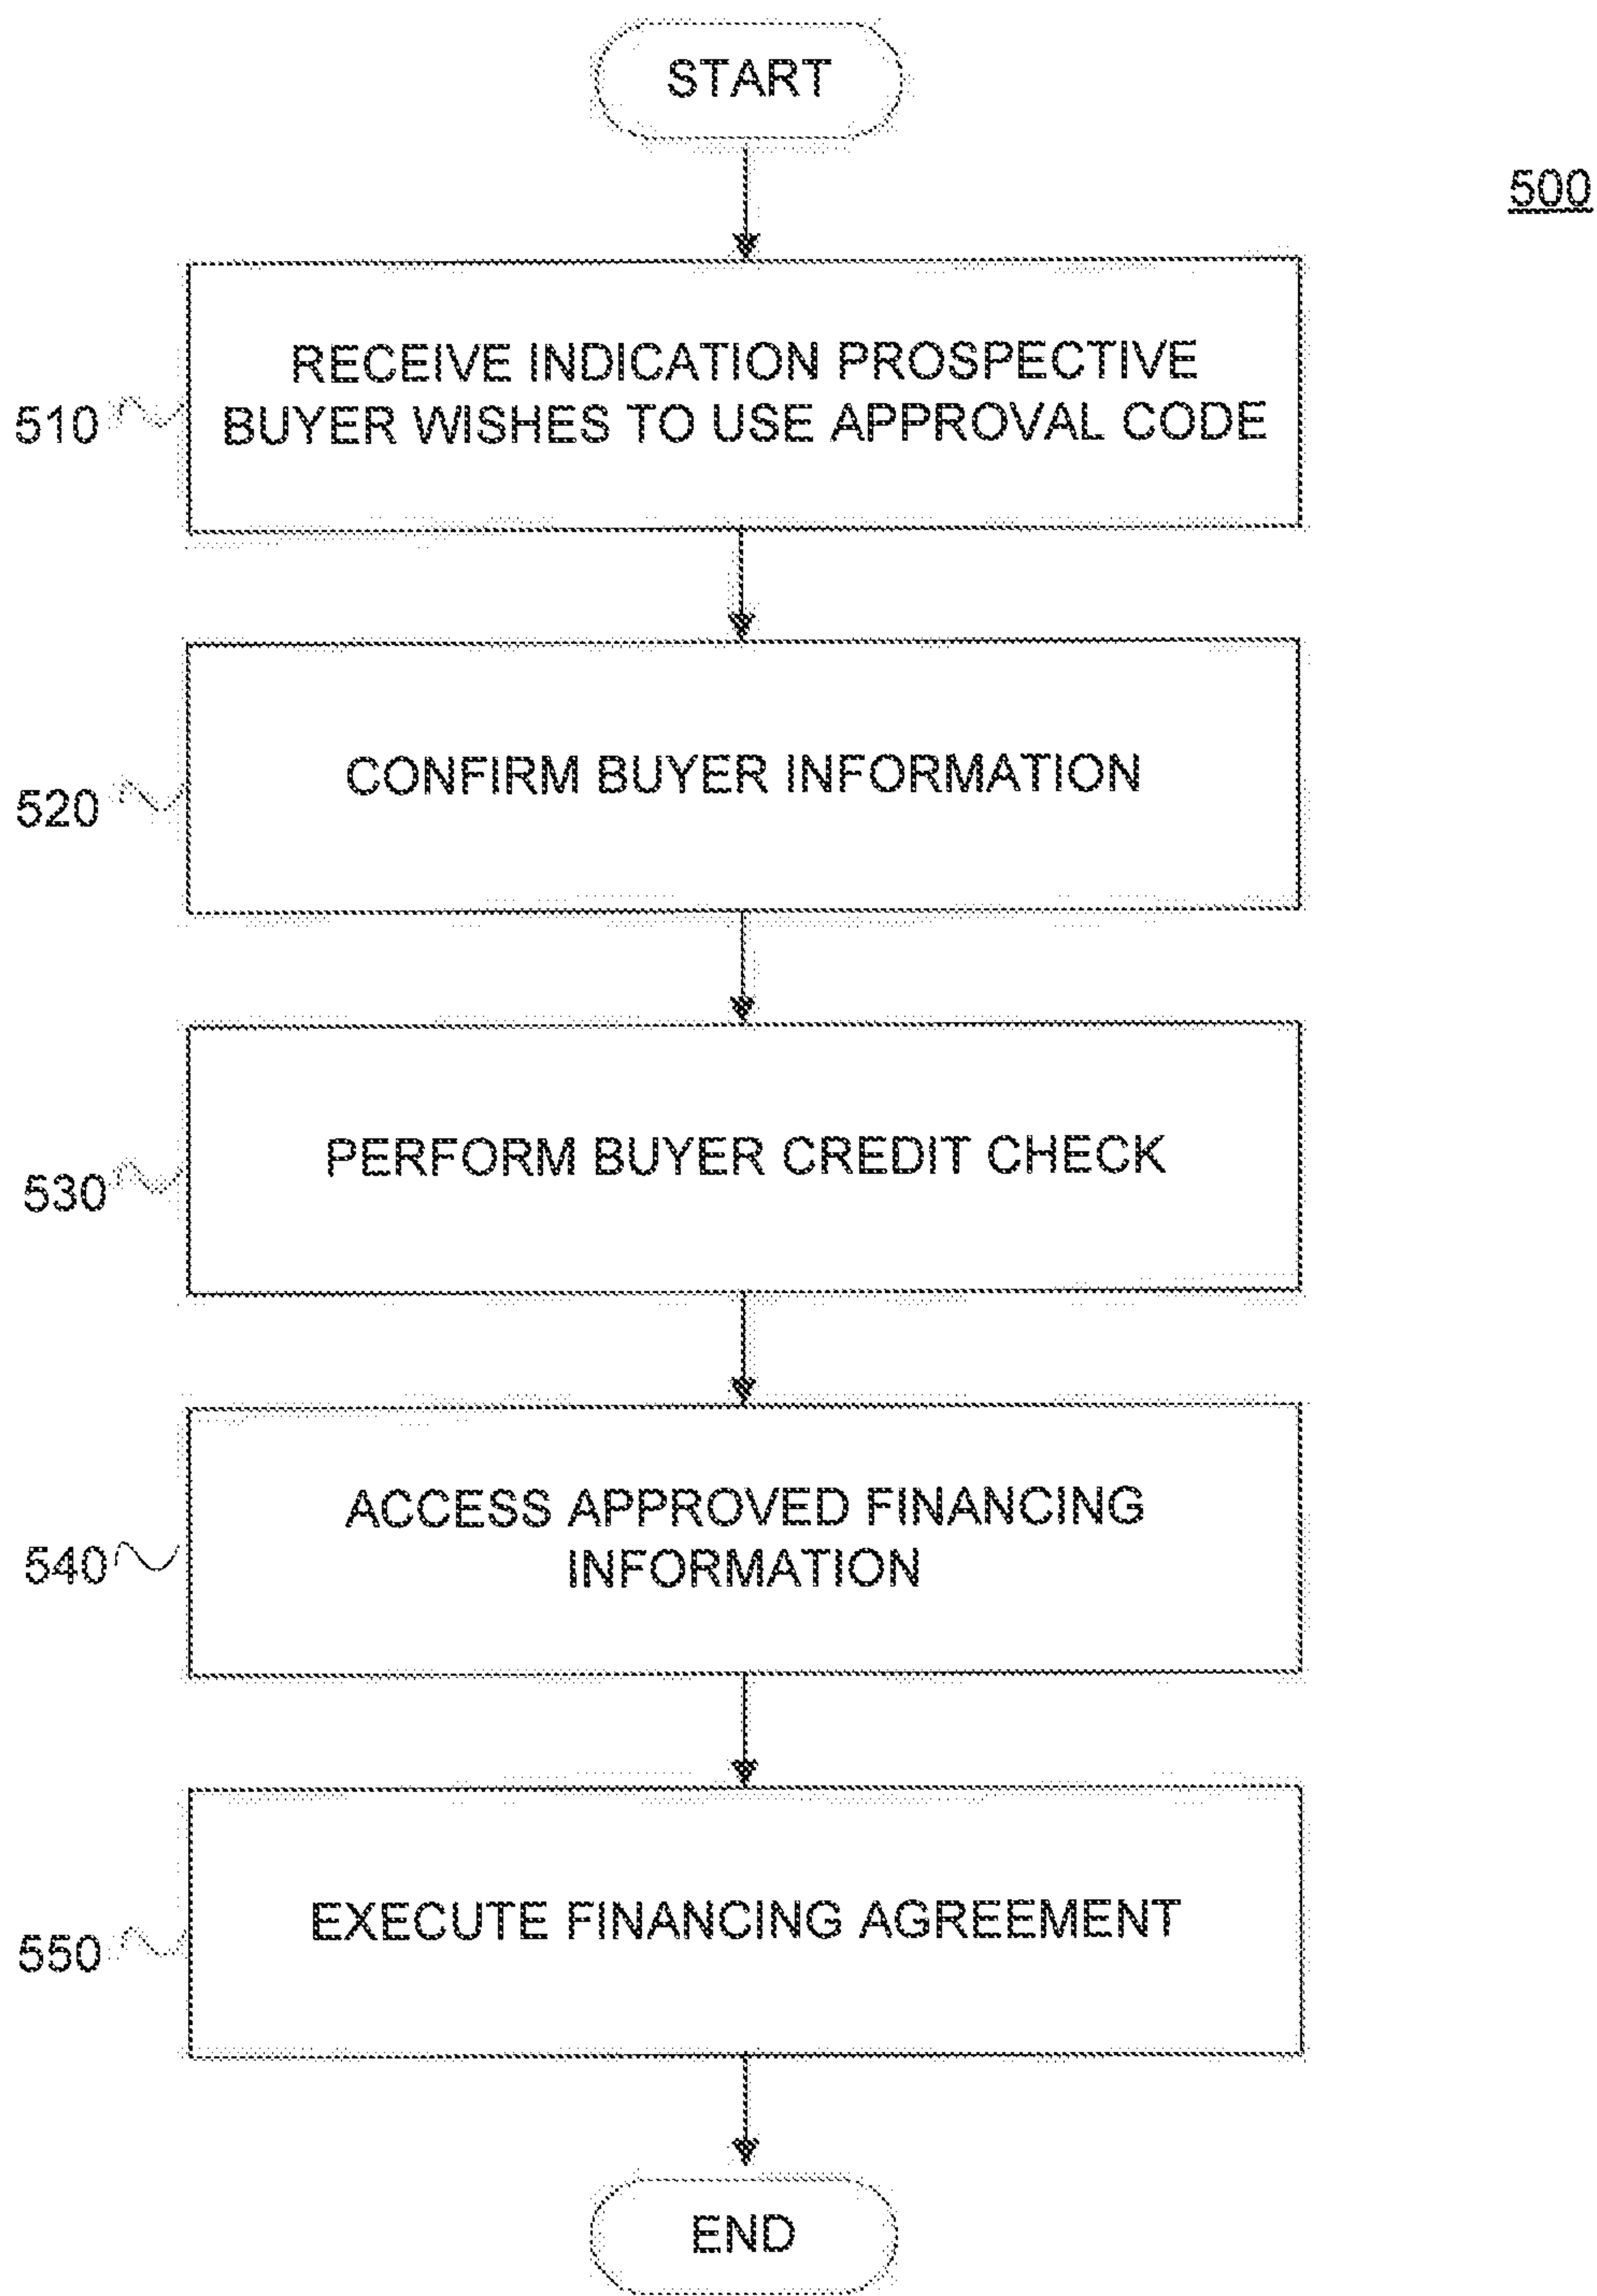 START
500
RECEIVE INDICATION PROSPECTIVE
BUYER WISHES TO USE APPROVAL CODE
510
CONFIRM BUYER INFORMATION
520
PERFORM BUYER CREDIT CHECK
530
ACCESS APPROVED FINANCING
INFORMATION
540
EXECUTE FINANCING AGREEMENT
550
END